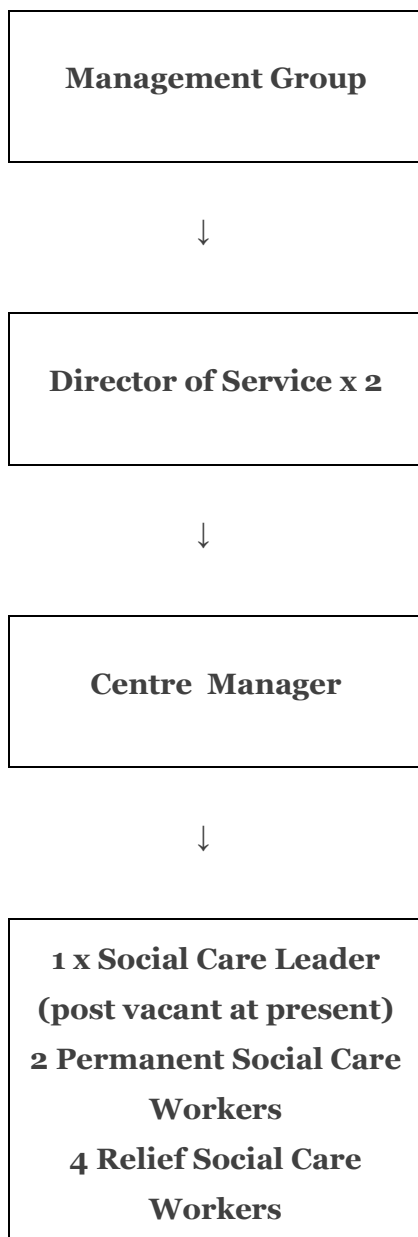 Management Group
↓
Director of Service x 2
↓
Centre Manager
↓
1 x Social Care Leader
(post vacant at present)
2 Permanent Social Care
Workers
4 Relief Social Care
Workers